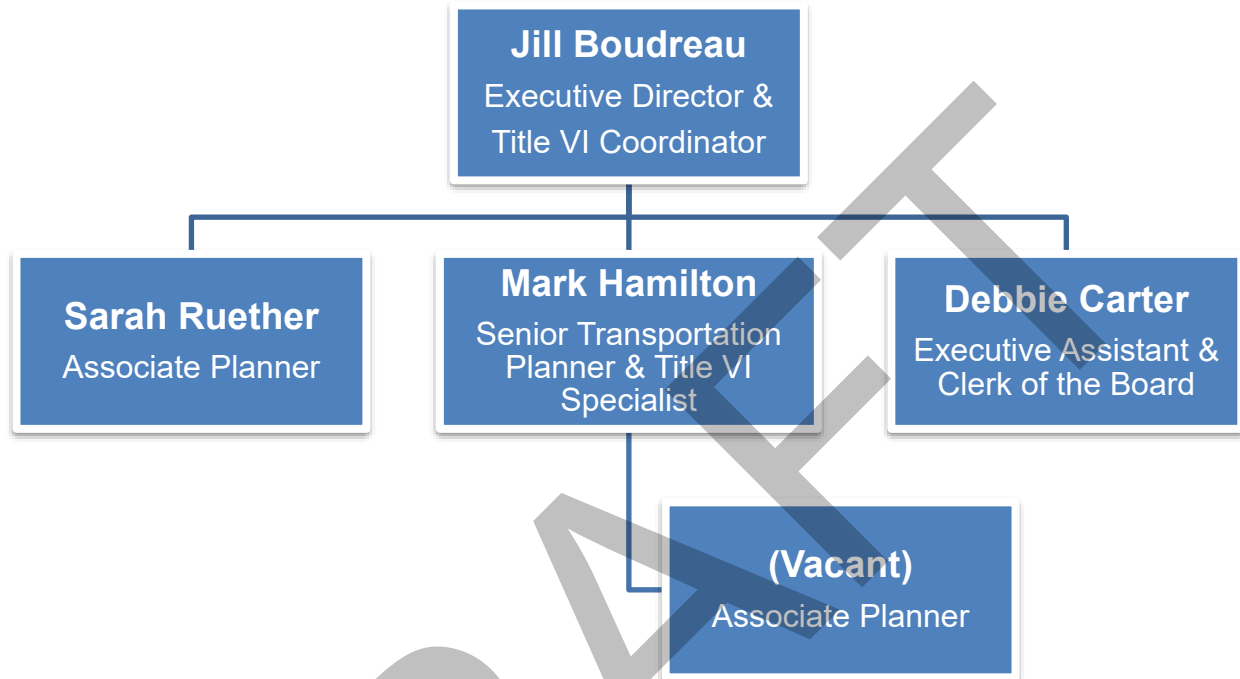 Jill Boudreau
Executive Director &
Title VI Coordinator
Sarah Ruether
Associate Planner
Mark Hamilton
Senior Transportation
Planner & Title VI
Specialist
Debbie Carter
Executive Assistant &
Clerk of the Board
(Vacant)
Associate Planner
DRAFT